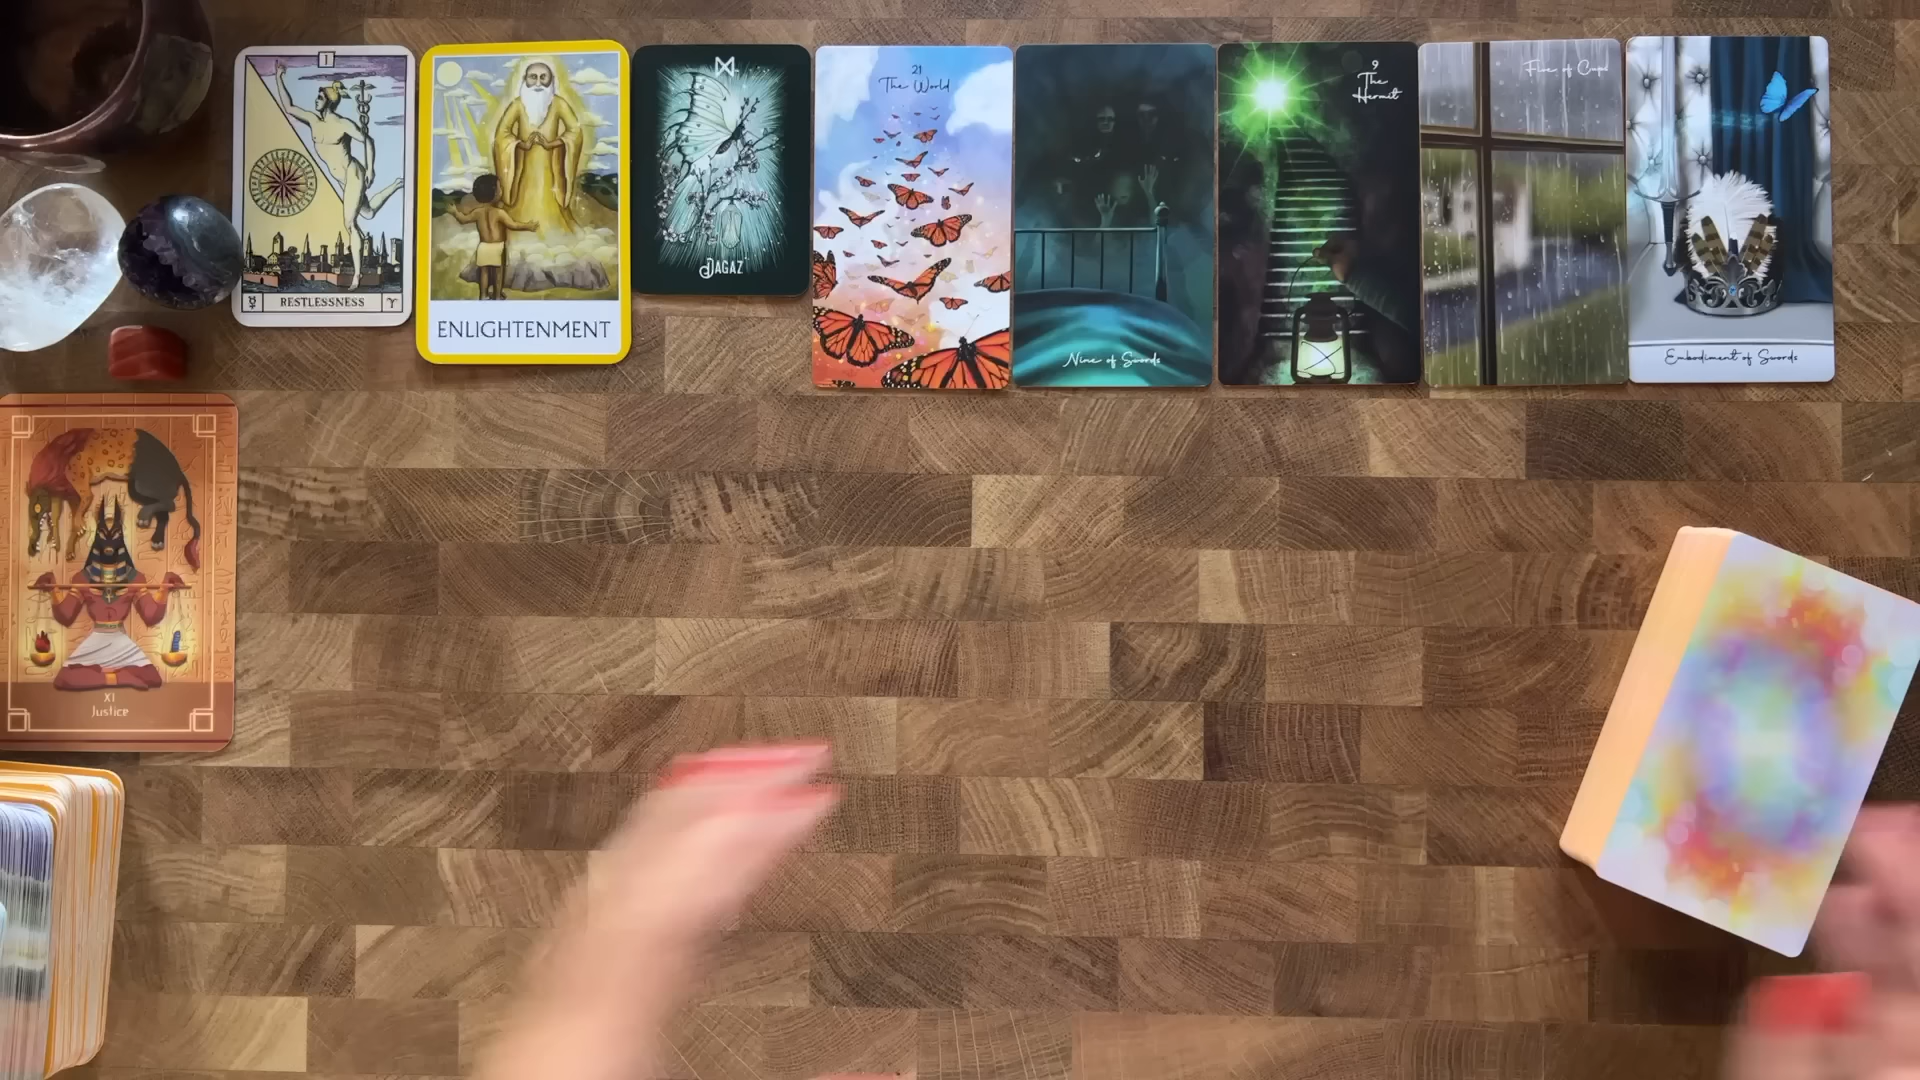 I
RESTLESSNESS
ENLIGHTENMENT
DAGAZ
21
The World
Nine of Swords
9
The
Hermit
Five of Cups
Embodiment of Swords
XI
Justice